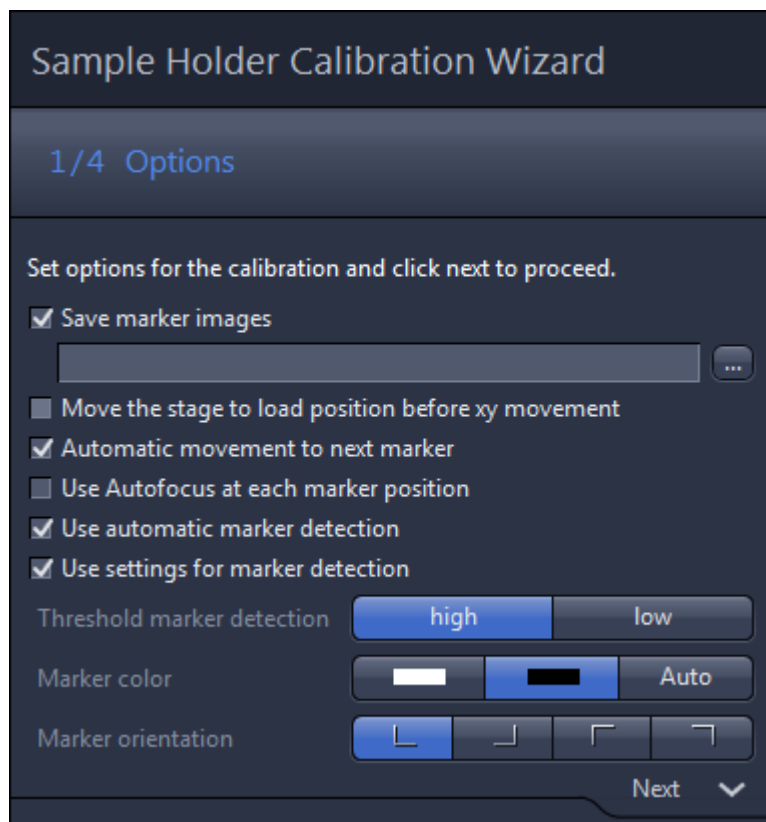 Sample Holder Calibration Wizard
1/4 Options
Set options for the calibration and click next to proceed.
Save marker images
...
Move the stage to load position before xy movement
Automatic movement to next marker
Use Autofocus at each marker position
Use automatic marker detection
Use settings for marker detection
Threshold marker detection high low
Marker color Auto
Marker orientation
Next